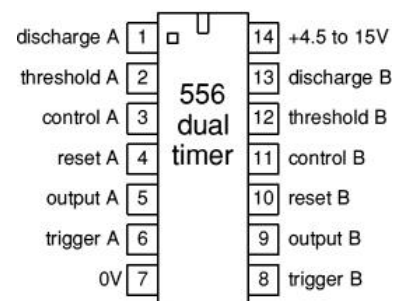 discharge A 1 14 +4.5 to 15V
threshold A 2 13 discharge B
control A 3 12 threshold B
reset A 4 11 control B
output A 5 10 reset B
trigger A 6 9 output B
0V 7 8 trigger B
556
dual
timer